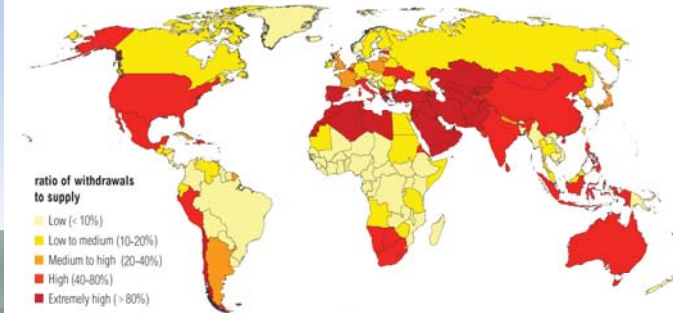 ratio of withdrawals
to supply
Low (< 10%)
Low to medium (10-20%)
Medium to high (20-40%)
High (40-80%)
Extremely high (> 80%)